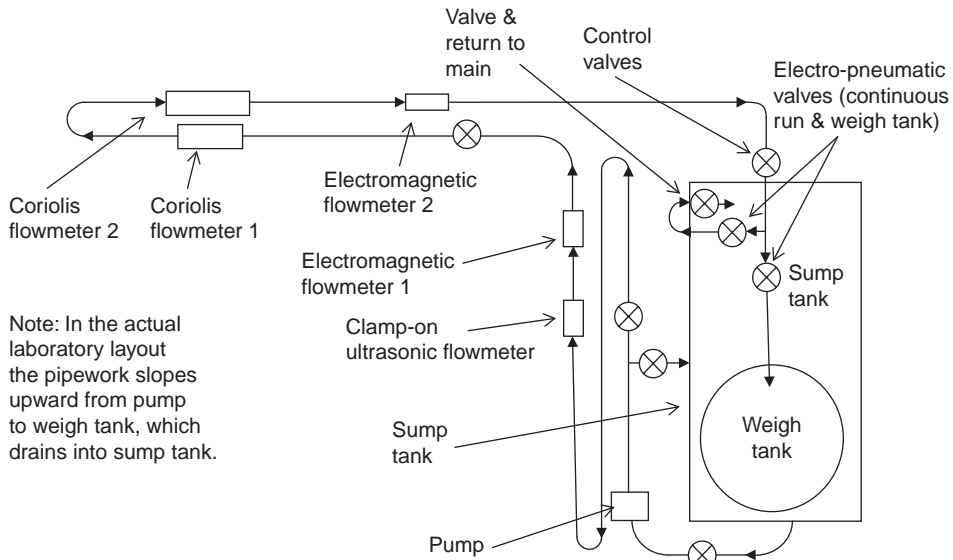 Valve &
return to
main
Control
valves
Electro-pneumatic
valves (continuous
run & weigh tank)
Coriolis
flowmeter 2
Coriolis
flowmeter 1
Electromagnetic
flowmeter 2
Electromagnetic
flowmeter 1
Sump
tank
Note: In the actual
laboratory layout
the pipework slopes
upward from pump
to weigh tank, which
drains into sump tank.
Clamp-on
ultrasonic flowmeter
Sump
tank
Weigh
tank
Pump